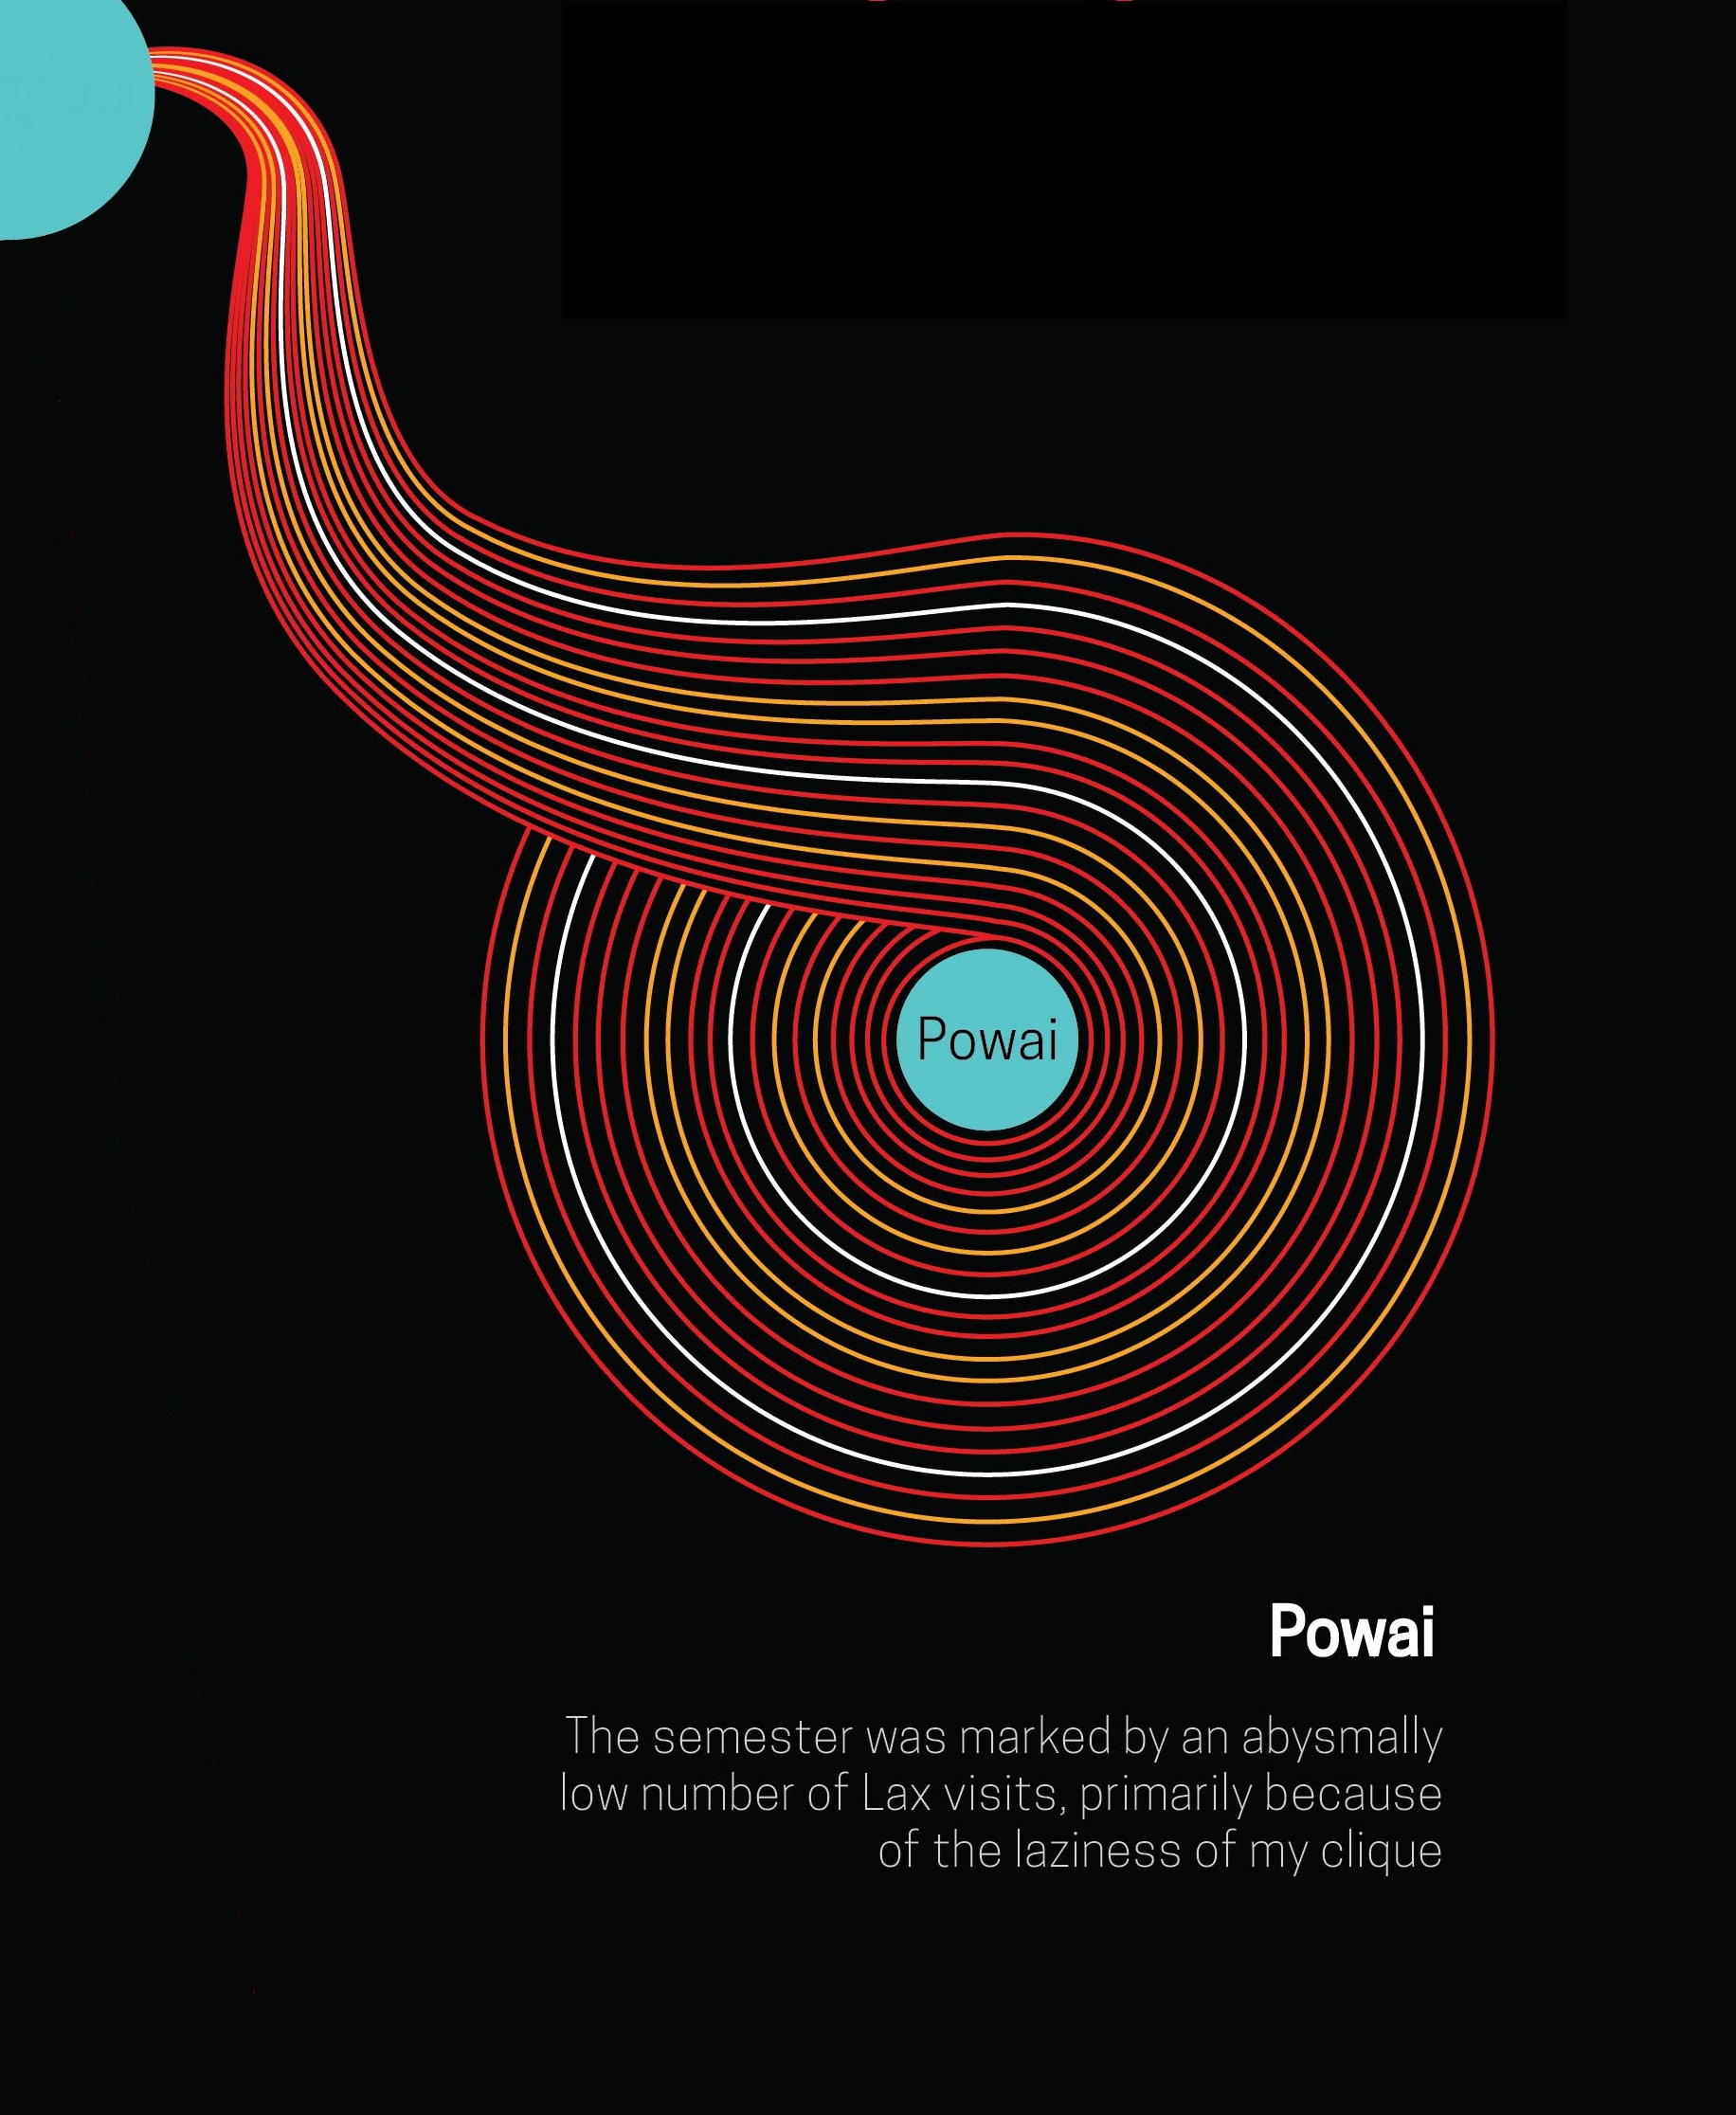 Powai
Powai
The semester was marked by an abysmally
low number of Lax visits, primarily because
of the laziness of my clique